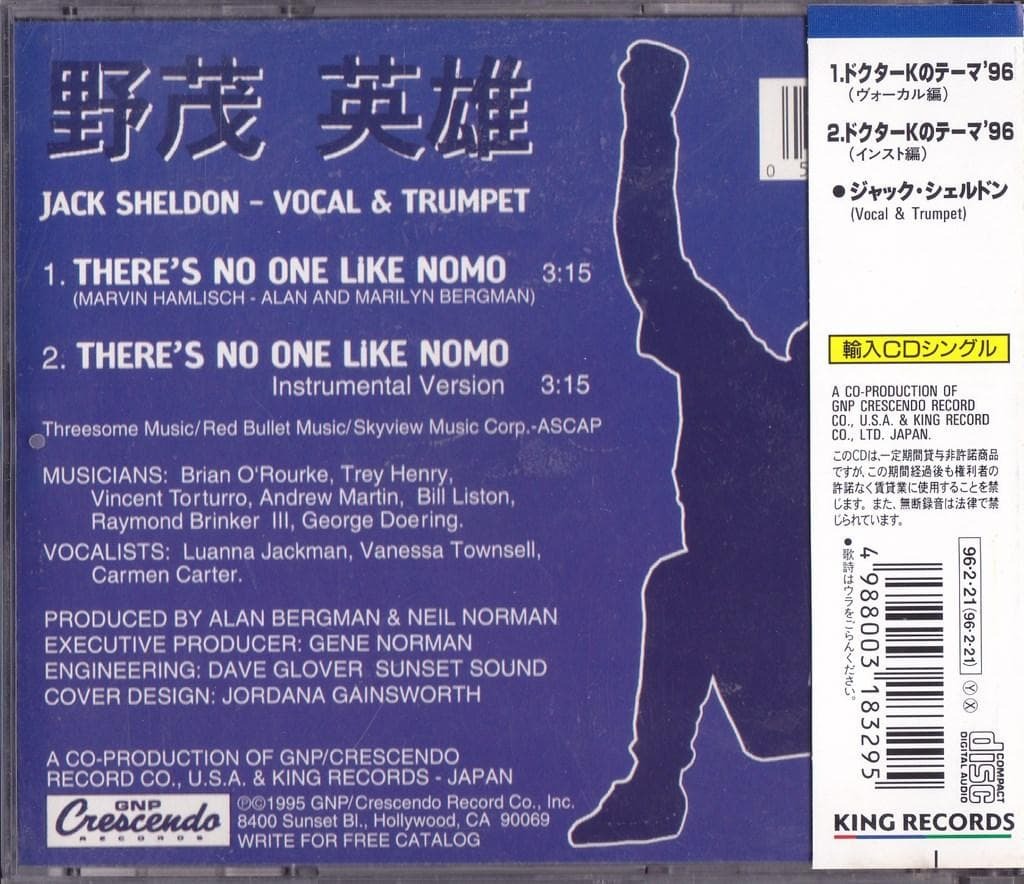 野茂 英雄
JACK SHELDON – VOCAL & TRUMPET
1. THERE'S NO ONE LiKE NOMO 3:15
(MARVIN HAMLISCH - ALAN AND MARILYN BERGMAN)
2. THERE'S NO ONE LiKE NOMO
Instrumental Version 3:15
Threesome Music/Red Bullet Music/Skyview Music Corp.-ASCAP
MUSICIANS: Brian O'Rourke, Trey Henry,
Vincent Torturro, Andrew Martin, Bill Liston,
Raymond Brinker III, George Doering.
VOCALISTS: Luanna Jackman, Vanessa Townsell,
Carmen Carter.
PRODUCED BY ALAN BERGMAN & NEIL NORMAN
EXECUTIVE PRODUCER: GENE NORMAN
ENGINEERING: DAVE GLOVER SUNSET SOUND
COVER DESIGN: JORDANA GAINSWORTH
A CO-PRODUCTION OF GNP/CRESCENDO
RECORD CO., U.S.A. & KING RECORDS - JAPAN
GNP
Crescendo
RECORDS
℗©1995 GNP/Crescendo Record Co., Inc.
8400 Sunset Bl., Hollywood, CA 90069
WRITE FOR FREE CATALOG
0 5
1.ドクターKのテーマ'96
(ヴォーカル編)
2.ドクターKのテーマ'96
(インスト編)
●ジャック・シェルドン
(Vocal & Trumpet)
輸入CDシングル
A CO-PRODUCTION OF
GNP CRESCENDO RECORD
CO., U.S.A. & KING RECORD
CO., LTD. JAPAN.
このCDは、一定期間貸与非許諾商品
ですが、この期間経過後も権利者の
許諾なく賃貸業に使用することを禁
じます。また、無断録音は法律で禁
じられています。
●歌詩はウラをごらんください。
4 988003 183295
96·2·21(96·2·21)
Ⓨ Ⓧ
COMPACT
disc
DIGITAL AUDIO
KING RECORDS